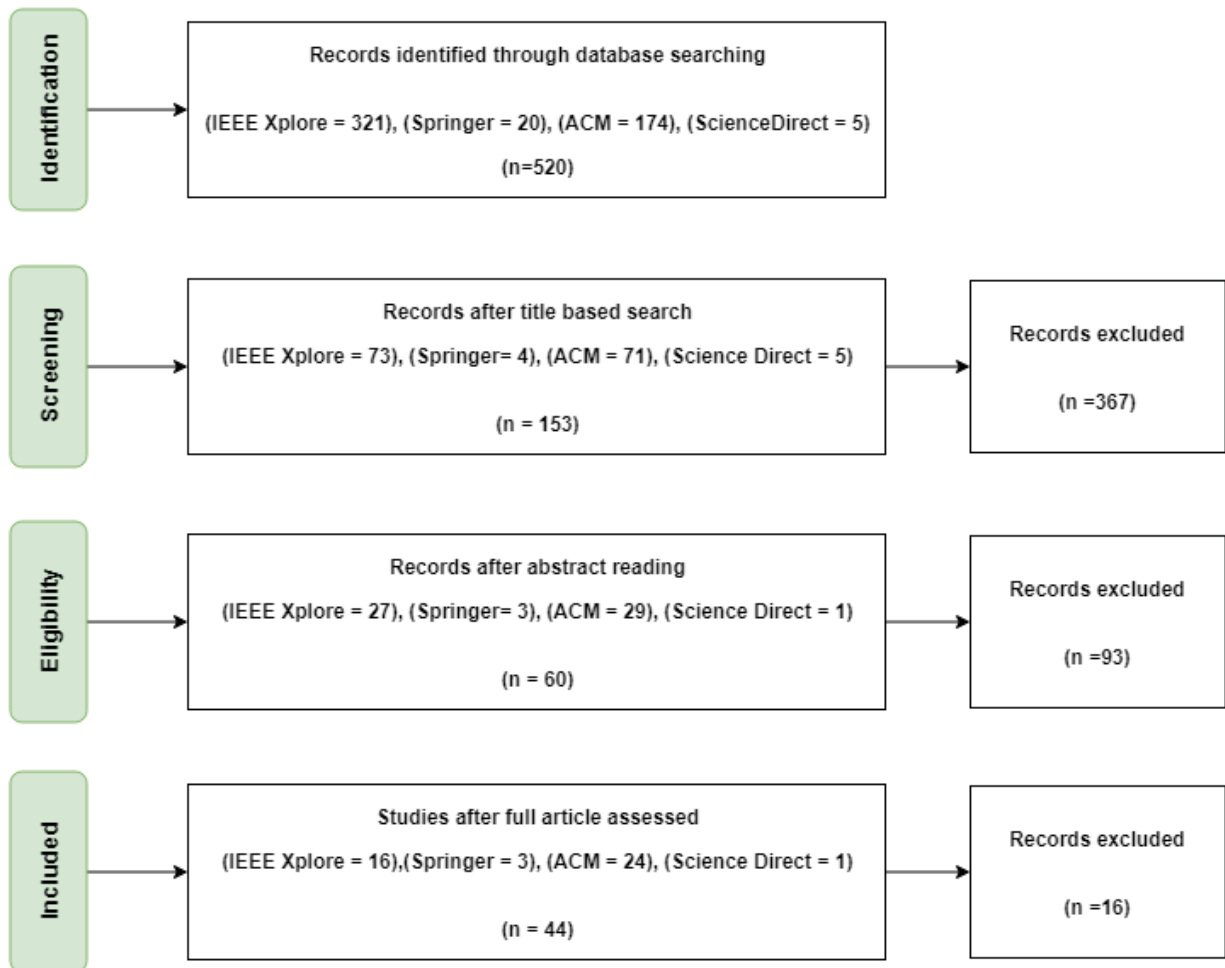 Identification
Records identified through database searching
(IEEE Xplore = 321), (Springer = 20), (ACM = 174), (ScienceDirect = 5)
(n=520)
Screening
Records after title based search
(IEEE Xplore = 73), (Springer= 4), (ACM = 71), (Science Direct = 5)
(n = 153)
Records excluded
(n =367)
Eligibility
Records after abstract reading
(IEEE Xplore = 27), (Springer= 3), (ACM = 29), (Science Direct = 1)
(n = 60)
Records excluded
(n =93)
Included
Studies after full article assessed
(IEEE Xplore = 16),(Springer = 3), (ACM = 24), (Science Direct = 1)
(n = 44)
Records excluded
(n =16)